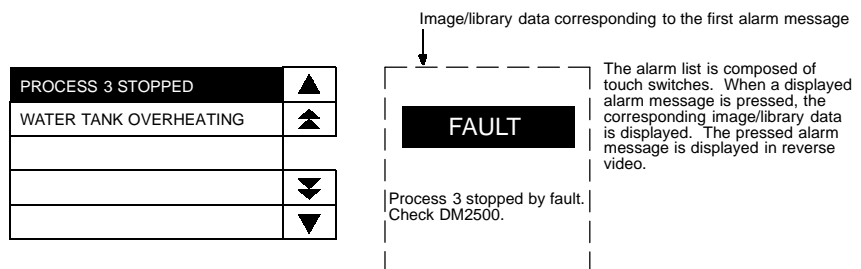 Image/library data corresponding to the first alarm message
PROCESS 3 STOPPED
WATER TANK OVERHEATING
FAULT
Process 3 stopped by fault.
Check DM2500.
The alarm list is composed of
touch switches. When a displayed
alarm message is pressed, the
corresponding image/library data
is displayed. The pressed alarm
message is displayed in reverse
video.